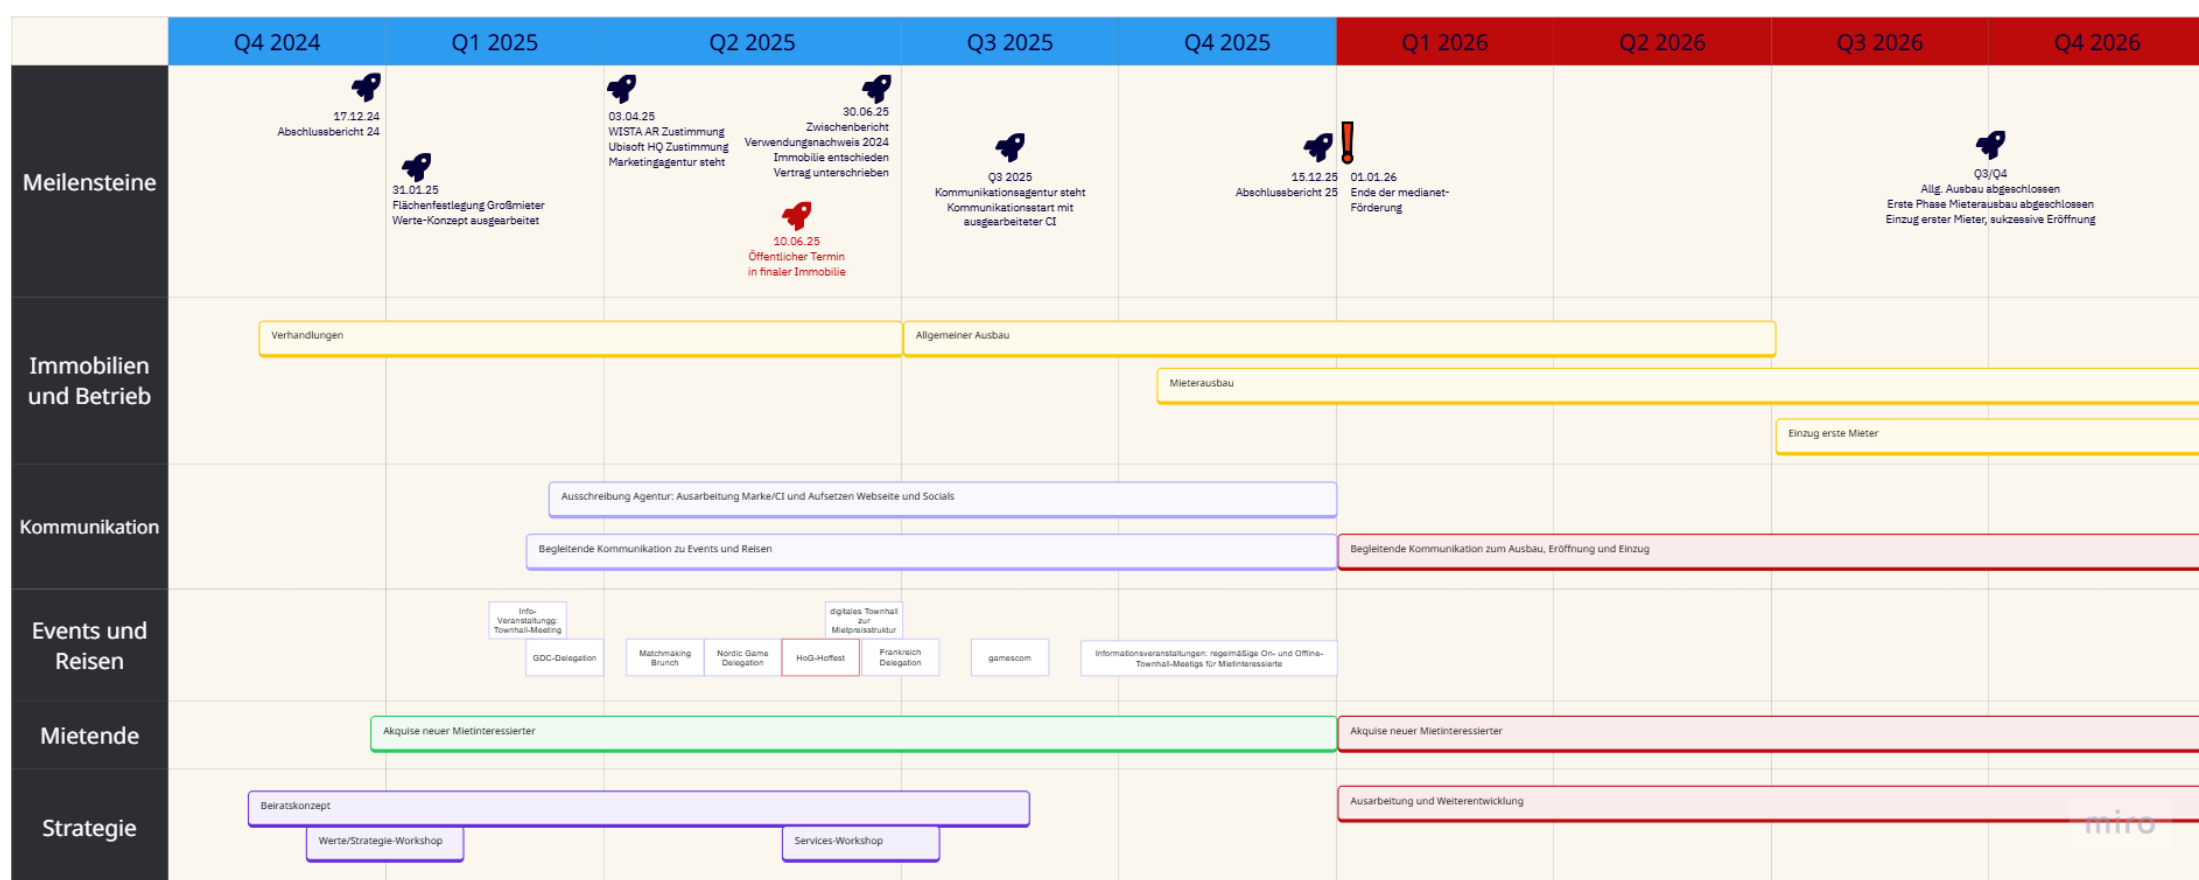 Q4 2024
Q1 2025
Q2 2025
Q3 2025
Q4 2025
Q1 2026
Q2 2026
Q3 2026
Q4 2026
Meilensteine
17.12.24
Abschlussbericht 24
31.01.25
Flächenfestlegung Großmieter
Werte-Konzept ausgearbeitet
03.04.25
WISTA AR Zustimmung
Ubisoft HQ Zustimmung
Marketingagentur steht
30.06.25
Zwischenbericht
Verwendungsnachweis 2024
Immobilie entschieden
Vertrag unterschrieben
10.06.25
Öffentlicher Termin
in finaler Immobilie
Q3 2025
Kommunikationsagentur steht
Kommunikationsstart mit
ausgearbeiteter CI
15.12.25
Abschlussbericht 25
01.01.26
Ende der medianet-
Förderung
Q3/Q4
Allg. Ausbau abgeschlossen
Erste Phase Mieterausbau abgeschlossen
Einzug erster Mieter, sukzessive Eröffnung
Immobilien
und Betrieb
Verhandlungen
Allgemeiner Ausbau
Mieterausbau
Einzug erste Mieter
Kommunikation
Ausschreibung Agentur: Ausarbeitung Marke/CI und Aufsetzen Webseite und Socials
Begleitende Kommunikation zu Events und Reisen
Begleitende Kommunikation zum Ausbau, Eröffnung und Einzug
Events und
Reisen
Info-
Veranstaltungg:
Townhall-Meeting
digitales Townhall
zur
Mietpreisstruktur
GDC-Delegation
Matchmaking
Brunch
Nordic Game
Delegation
HoG-Hoffest
Frankreich
Delegation
gamescom
Informationsveranstaltungen: regelmäßige On- und Offline-
Townhall-Meetigs für Mietinteressierte
Mietende
Akquise neuer Mietinteressierter
Akquise neuer Mietinteressierter
Strategie
Beiratskonzept
Ausarbeitung und Weiterentwicklung
Werte/Strategie-Workshop
Services-Workshop
miro